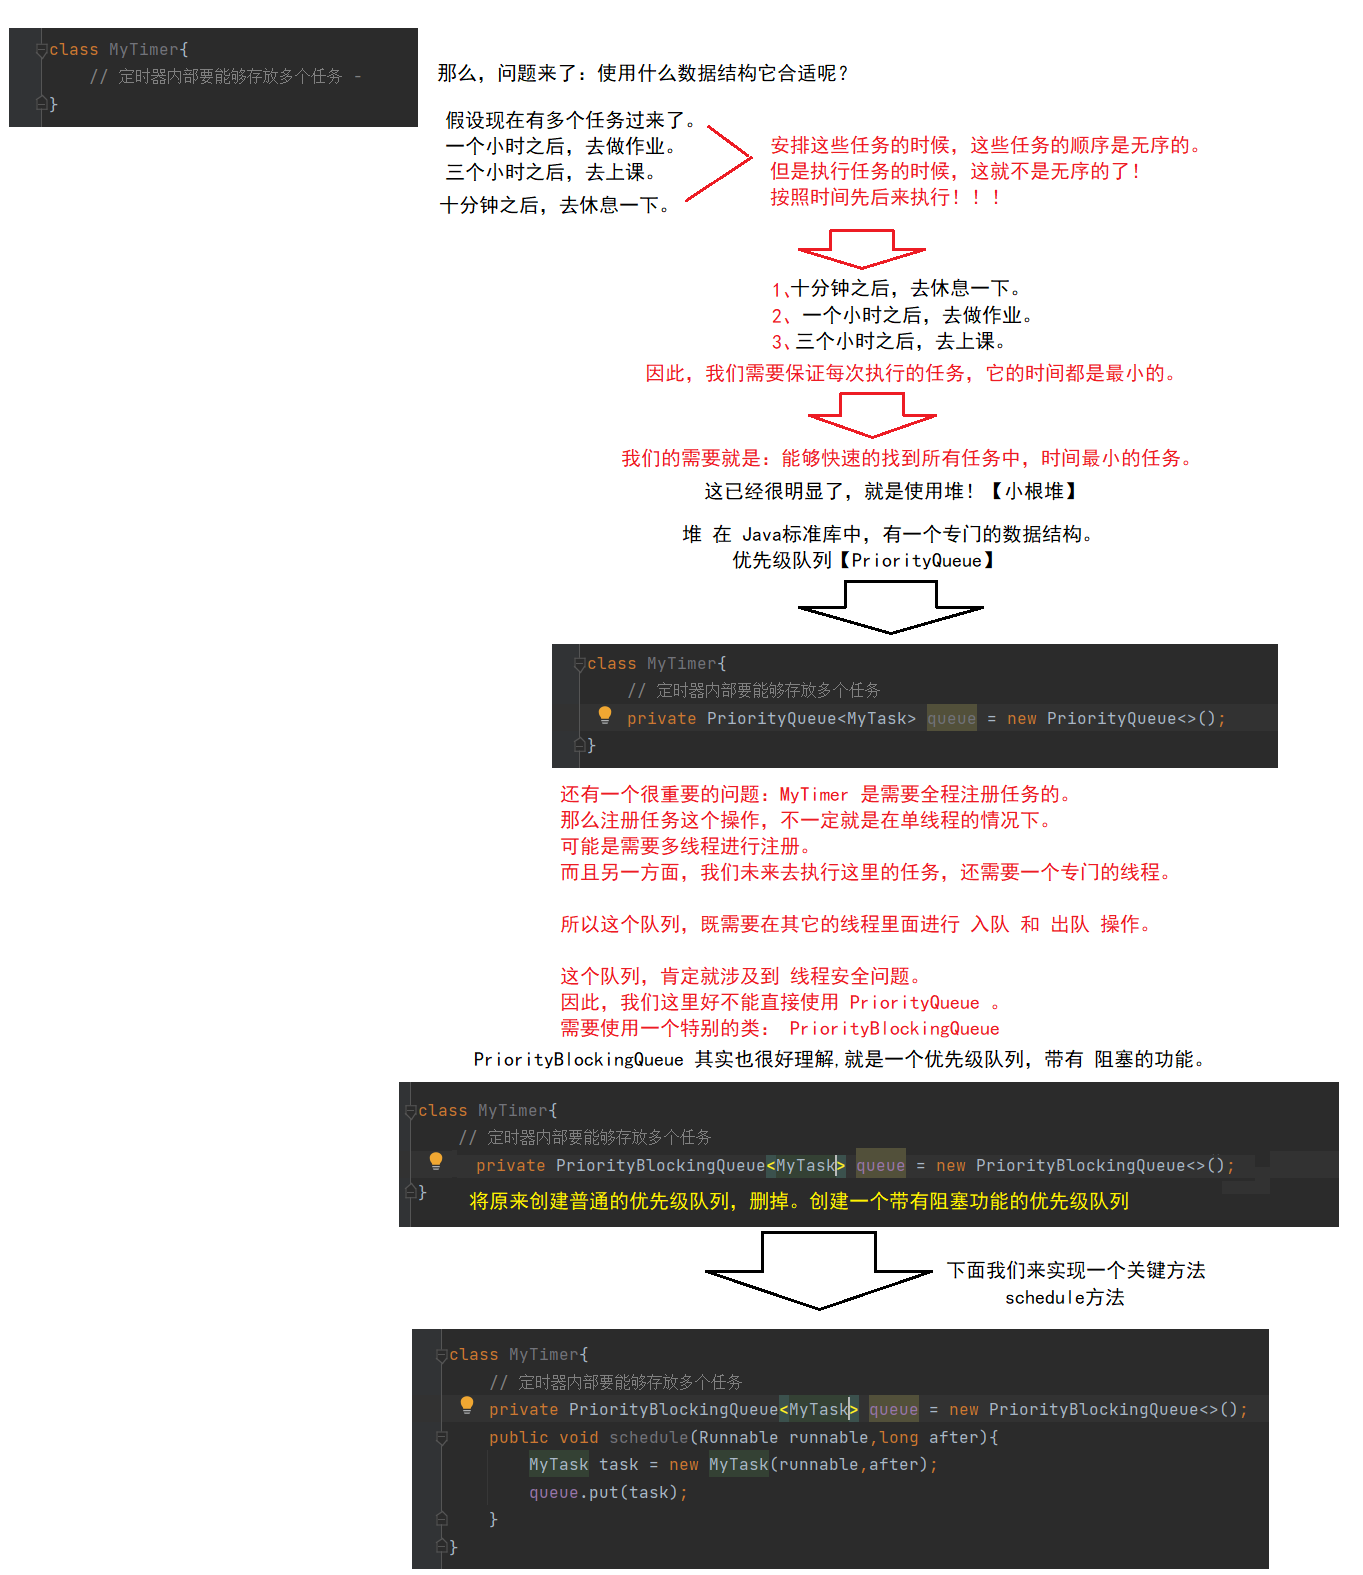 class MyTimer{
// 定时器内部要能够存放多个任务 -
}
那么，问题来了：使用什么数据结构它合适呢？
假设现在有多个任务过来了。
一个小时之后，去做作业。
三个小时之后，去上课。
十分钟之后，去休息一下。
安排这些任务的时候，这些任务的顺序是无序的。
但是执行任务的时候，这就不是无序的了！
按照时间先后来执行！！！
1、十分钟之后，去休息一下。
2、一个小时之后，去做作业。
3、三个小时之后，去上课。
因此，我们需要保证每次执行的任务，它的时间都是最小的。
我们的需要就是：能够快速的找到所有任务中，时间最小的任务。
这已经很明显了，就是使用堆！【小根堆】
堆 在 Java标准库中，有一个专门的数据结构。
优先级队列【PriorityQueue】
class MyTimer{
// 定时器内部要能够存放多个任务
private PriorityQueue<MyTask> queue = new PriorityQueue<>();
}
还有一个很重要的问题：MyTimer 是需要全程注册任务的。
那么注册任务这个操作，不一定就是在单线程的情况下。
可能是需要多线程进行注册。
而且另一方面，我们未来去执行这里的任务，还需要一个专门的线程。
所以这个队列，既需要在其它的线程里面进行 入队 和 出队 操作。
这个队列，肯定就涉及到 线程安全问题。
因此，我们这里好不能直接使用 PriorityQueue 。
需要使用一个特别的类： PriorityBlockingQueue
PriorityBlockingQueue 其实也很好理解,就是一个优先级队列，带有 阻塞的功能。
class MyTimer{
// 定时器内部要能够存放多个任务
private PriorityBlockingQueue<MyTask> queue = new PriorityBlockingQueue<>();
}
将原来创建普通的优先级队列，删掉。创建一个带有阻塞功能的优先级队列
下面我们来实现一个关键方法
schedule方法
class MyTimer{
// 定时器内部要能够存放多个任务
private PriorityBlockingQueue<MyTask> queue = new PriorityBlockingQueue<>();
public void schedule(Runnable runnable,long after){
MyTask task = new MyTask(runnable,after);
queue.put(task);
}
}